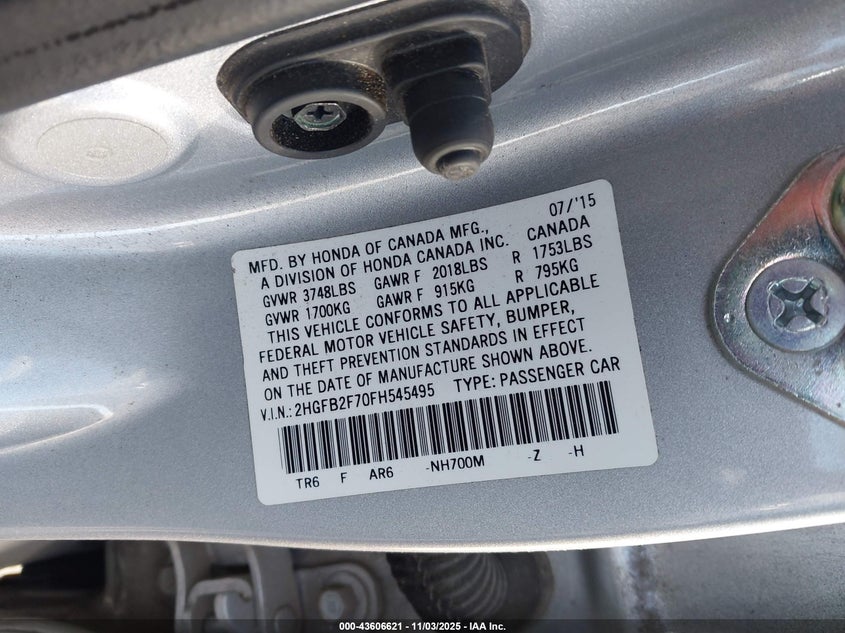 07/'15
MFD. BY HONDA OF CANADA MFG., CANADA
A DIVISION OF HONDA CANADA INC.
GVWR 3748LBS GAWR F 2018LBS R 1753LBS
GVWR 1700KG GAWR F 915KG R 795KG
THIS VEHICLE CONFORMS TO ALL APPLICABLE
FEDERAL MOTOR VEHICLE SAFETY, BUMPER,
AND THEFT PREVENTION STANDARDS IN EFFECT
ON THE DATE OF MANUFACTURE SHOWN ABOVE.
V.I.N.: 2HGFB2F70FH545495 TYPE: PASSENGER CAR
TR6 F AR6 -NH700M -Z -H
000-43606621 - 11/03/2025 - IAA Inc.